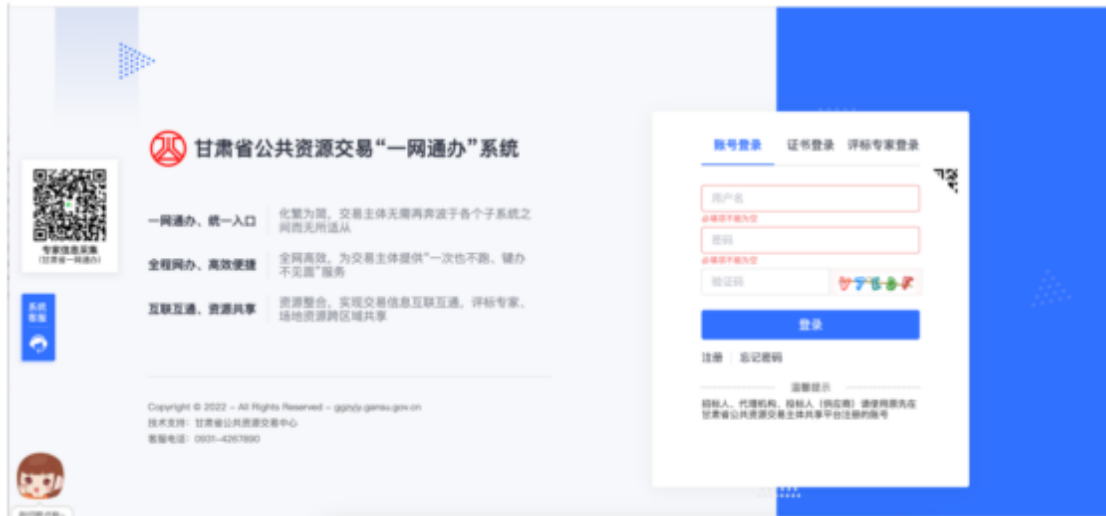 甘肃省公共资源交易“一网通办”系统
专家信息采集
(甘肃省一网通办)
系统
客服
一网通办、统一入口
化繁为简，交易主体无需再奔波于各个子系统之
间而无所适从
全程网办、高效便捷
全网高效，为交易主体提供“一次也不跑、键办
不见面”服务
互联互通、资源共享
资源整合，实现交易信息互联互通，评标专家、
场地资源跨区域共享
Copyright © 2022 - All Rights Reserved - ggzyjy.gansu.gov.cn
技术支持：甘肃省公共资源交易中心
客服电话：0931-4267890
账号登录
证书登录
评标专家登录
用户名
必填项不能为空
密码
必填项不能为空
验证码
登录
注册
忘记密码
温馨提示
招标人、代理机构、投标人（供应商）请使用原先在
甘肃省公共资源交易主体共享平台注册的账号